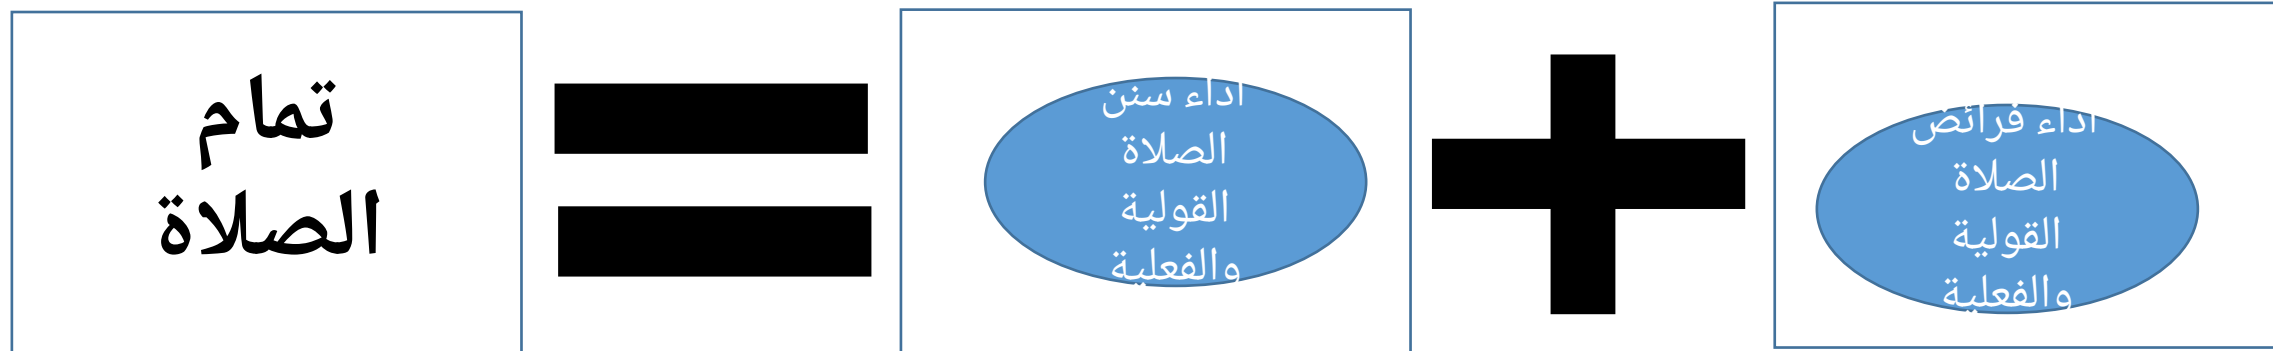 أداء فرائض
الصلاة
القولية
والفعلية
أداء سنن
الصلاة
القولية
والفعلية
تمام
الصلاة